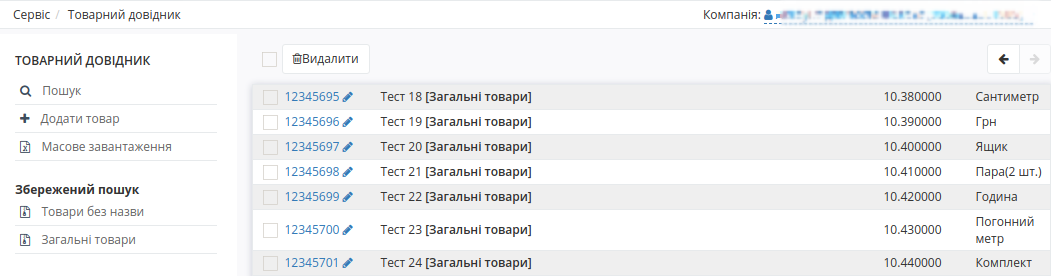 Сервіс / Товарний довідник
Компанія:
ТОВАРНИЙ ДОВІДНИК
Пошук
Додати товар
Масове завантаження
Збережений пошук
Товари без назви
Загальні товари
Видалити
12345695 Тест 18 [Загальні товари] 10.380000 Сантиметр
12345696 Тест 19 [Загальні товари] 10.390000 Грн
12345697 Тест 20 [Загальні товари] 10.400000 Ящик
12345698 Тест 21 [Загальні товари] 10.410000 Пара(2 шт.)
12345699 Тест 22 [Загальні товари] 10.420000 Година
12345700 Тест 23 [Загальні товари] 10.430000 Погонний
метр
12345701 Тест 24 [Загальні товари] 10.440000 Комплект